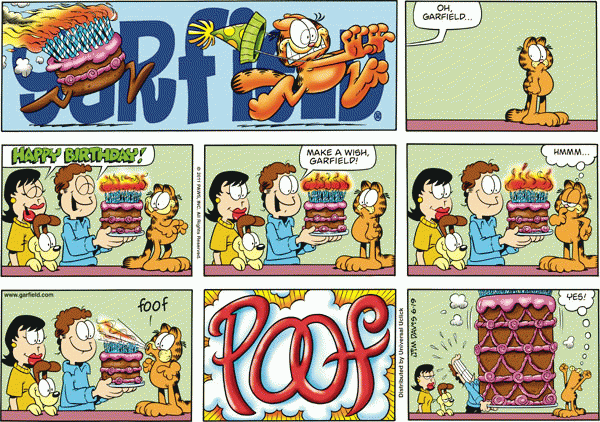 GARfiELD
OH,
GARFIELD...
HAPPY BIRTHDAY!
© 2011 PAWS, INC. All Rights Reserved.
MAKE A WISH,
GARFIELD!
HMMM...
www.garfield.com
foof
POOf
Distributed by Universal Uclick
JIM DAVIS 6-19
YES!